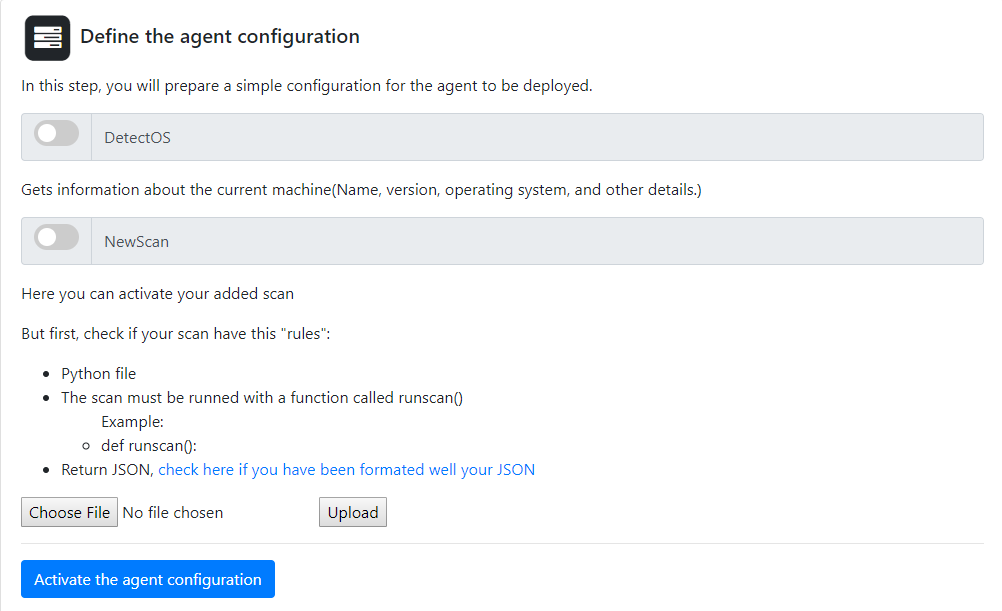 Define the agent configuration
In this step, you will prepare a simple configuration for the agent to be deployed.
DetectOS
Gets information about the current machine(Name, version, operating system, and other details.)
NewScan
Here you can activate your added scan
But first, check if your scan have this "rules":
Python file
The scan must be runned with a function called runscan()
Example:
def runscan():
Return JSON, check here if you have been formated well your JSON
Choose File No file chosen Upload
Activate the agent configuration